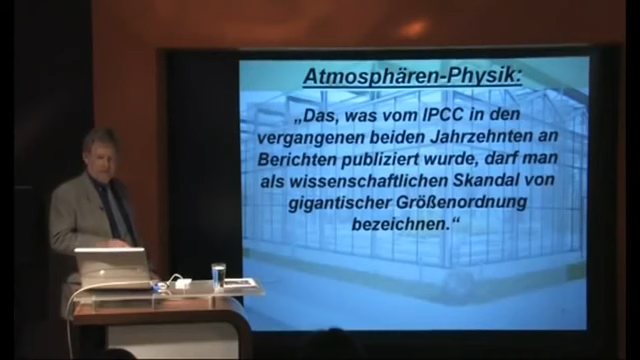 Atmosphären-Physik:
„Das, was vom IPCC in den
vergangenen beiden Jahrzehnten an
Berichten publiziert wurde, darf man
als wissenschaftlichen Skandal von
gigantischer Größenordnung
bezeichnen.“